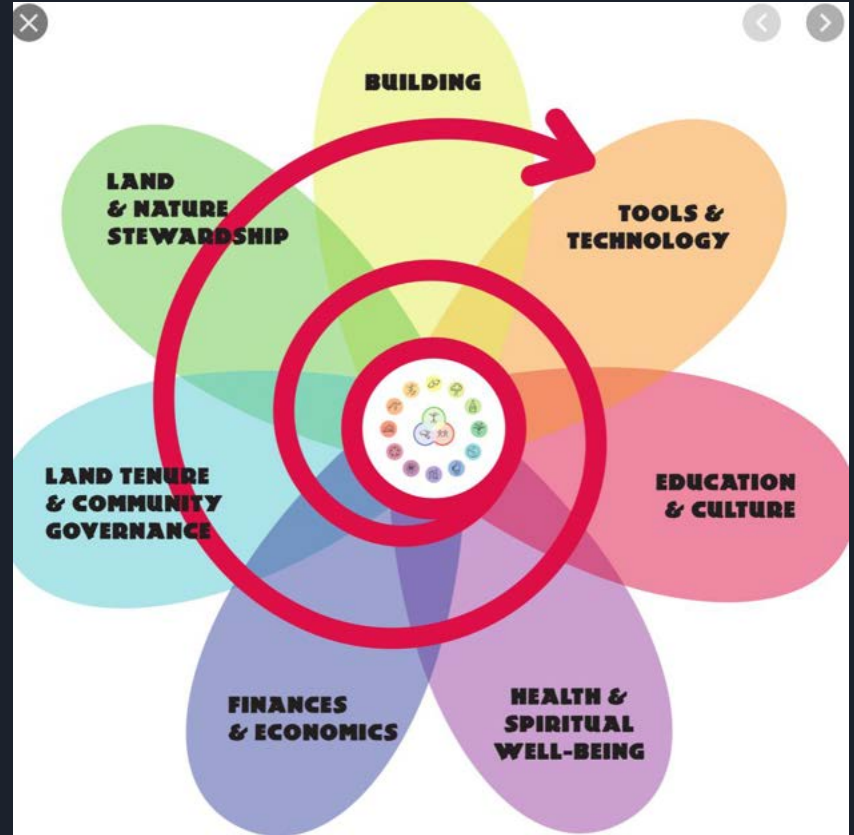 BUILDING
TOOLS &
TECHNOLOGY
EDUCATION
& CULTURE
HEALTH &
SPIRITUAL
WELL-BEING
FINANCES
& ECONOMICS
LAND TENURE
& COMMUNITY
GOVERNANCE
LAND
& NATURE
STEWARDSHIP